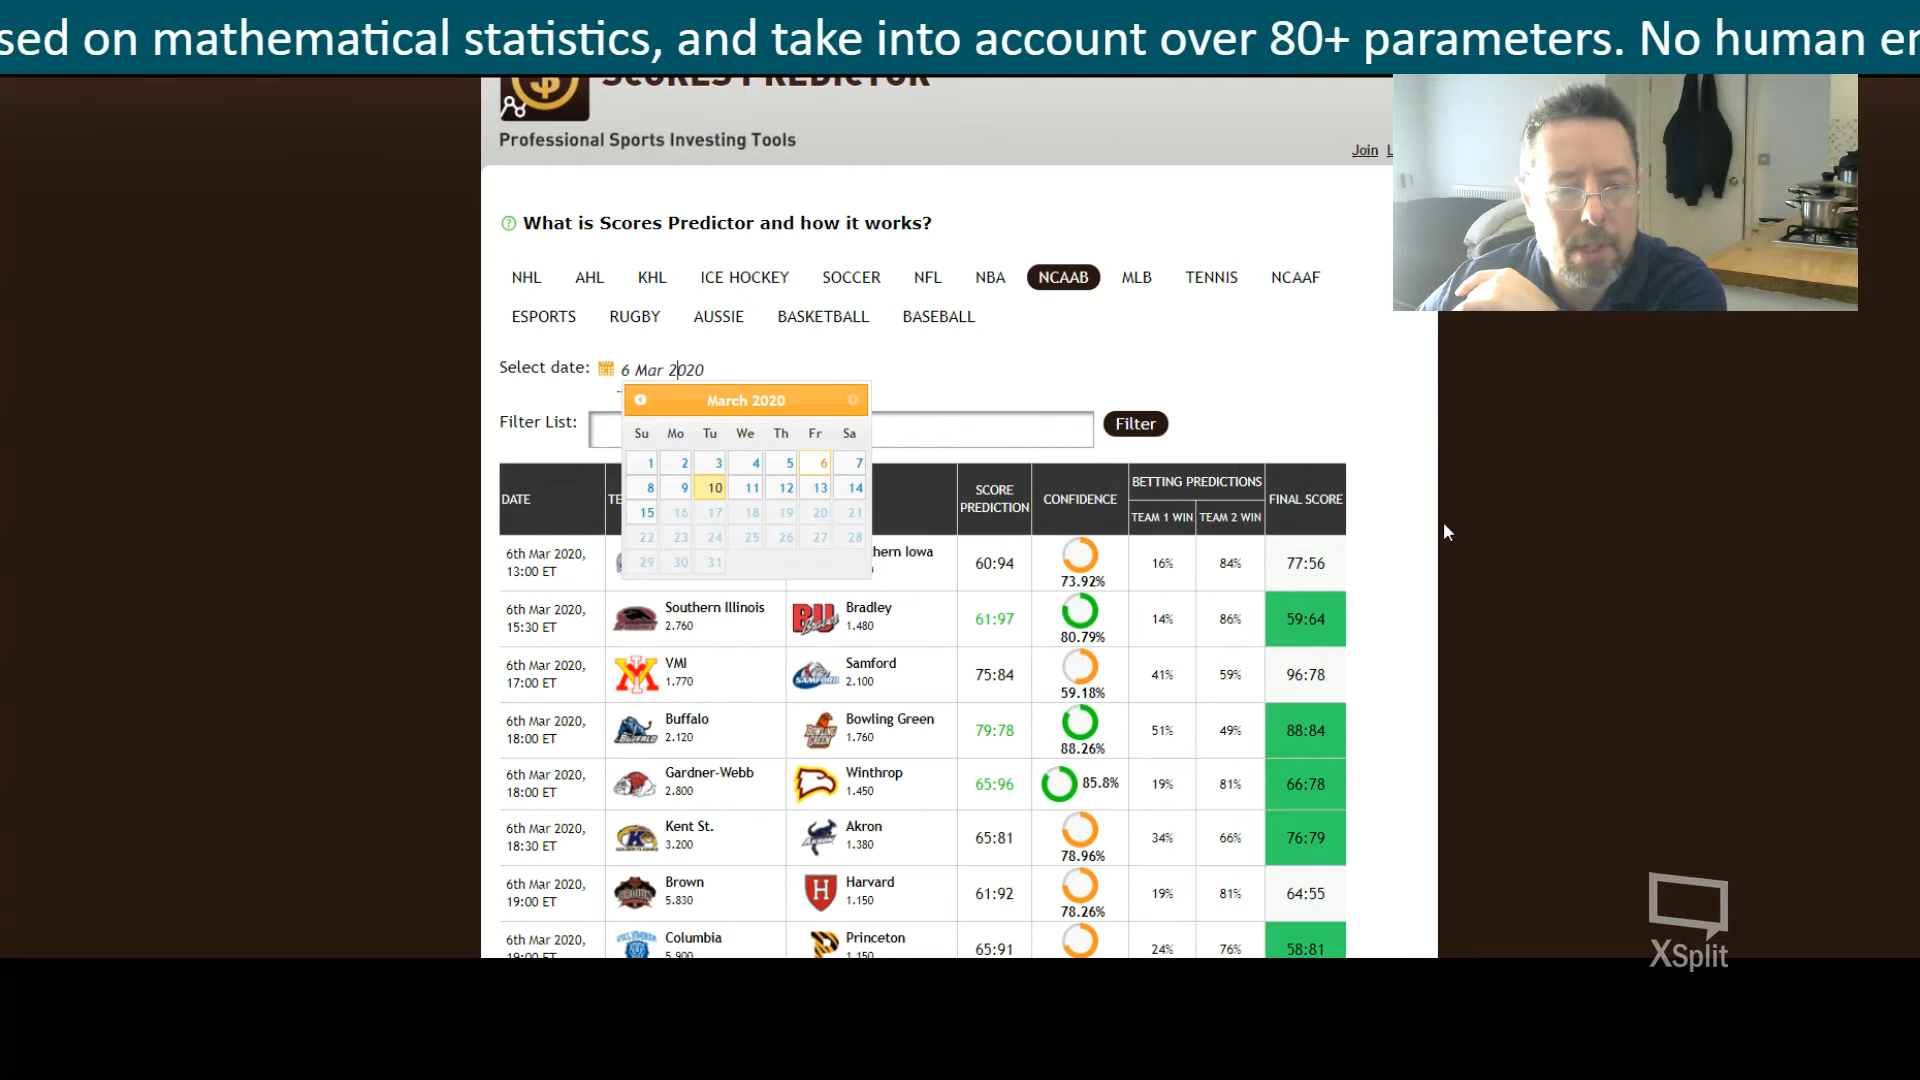 sed on mathematical statistics, and take into account over 80+ parameters. No human er
SCORES PREDICTOR
Professional Sports Investing Tools
Join L
What is Scores Predictor and how it works?
NHL AHL KHL ICE HOCKEY SOCCER NFL NBA NCAAB MLB TENNIS NCAAF
ESPORTS RUGBY AUSSIE BASKETBALL BASEBALL
Select date: 6 Mar 2020
March 2020
Filter List: Filter
Su Mo Tu We Th Fr Sa
1 2 3 4 5 6 7
8 9 10 11 12 13 14
15 16 17 18 19 20 21
22 23 24 25 26 27 28
29 30 31
DATE TE SCORE PREDICTION CONFIDENCE BETTING PREDICTIONS FINAL SCORE
TEAM 1 WIN TEAM 2 WIN
6th Mar 2020, hern Iowa
13:00 ET 60:94 73.92% 16% 84% 77:56
6th Mar 2020, Southern Illinois Bradley
15:30 ET 2.760 1.480 61:97 80.79% 14% 86% 59:64
6th Mar 2020, VMI Samford
17:00 ET 1.770 2.100 75:84 59.18% 41% 59% 96:78
6th Mar 2020, Buffalo Bowling Green
18:00 ET 2.120 1.760 79:78 88.26% 51% 49% 88:84
6th Mar 2020, Gardner-Webb Winthrop
18:00 ET 2.800 1.450 65:96 85.8% 19% 81% 66:78
6th Mar 2020, Kent St. Akron
18:30 ET 3.200 1.380 65:81 78.96% 34% 66% 76:79
6th Mar 2020, Brown Harvard
19:00 ET 5.830 1.150 61:92 78.26% 19% 81% 64:55
6th Mar 2020, Columbia Princeton
19:00 ET 5.900 1.150 65:91 24% 76% 58:81
XSplit